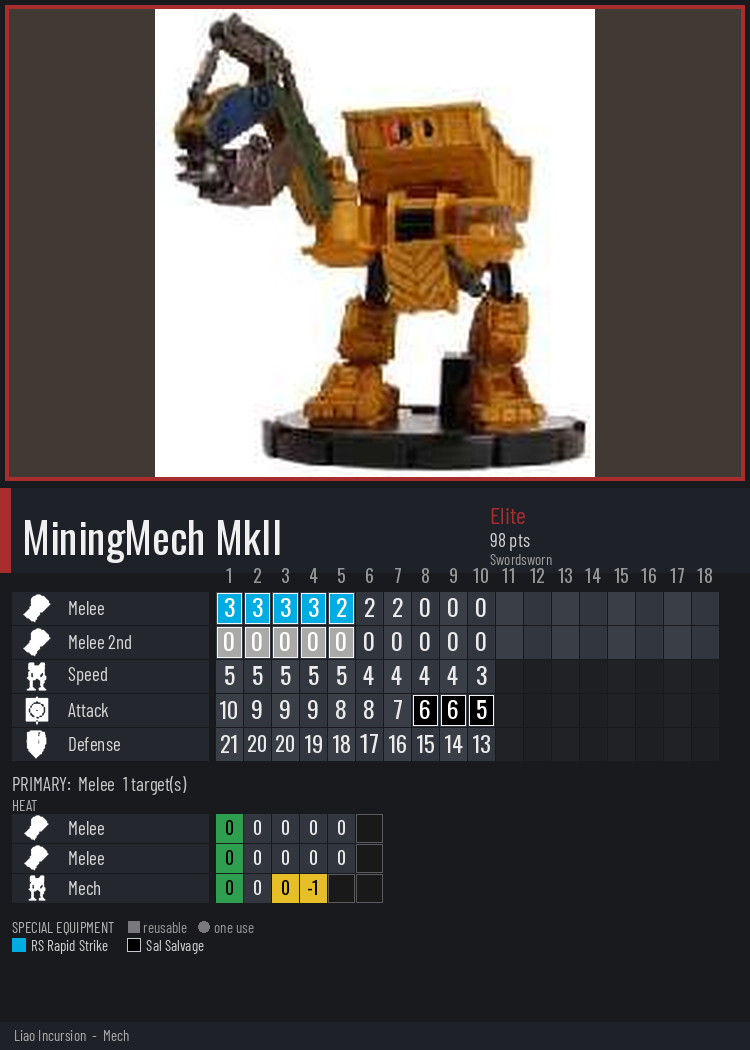 MiningMech MkII
Elite
98 pts
Swordsworn
1 2 3 4 5 6 7 8 9 10 11 12 13 14 15 16 17 18
Melee 3 3 3 3 2 2 2 0 0 0
Melee 2nd 0 0 0 0 0 0 0 0 0 0
Speed 5 5 5 5 5 4 4 4 4 3
Attack 10 9 9 9 8 8 7 6 6 5
Defense 21 20 20 19 18 17 16 15 14 13
PRIMARY: Melee 1 target(s)
HEAT
Melee 0 0 0 0 0
Melee 0 0 0 0 0
Mech 0 0 0 -1
SPECIAL EQUIPMENT reusable one use
RS Rapid Strike Sal Salvage
Liao Incursion - Mech